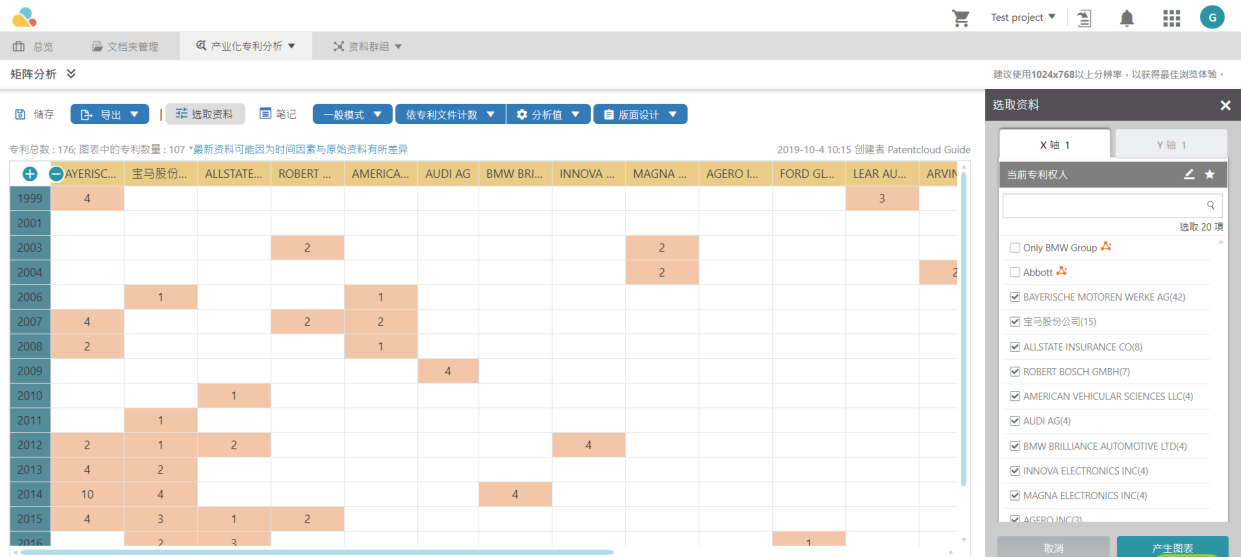 Test project ▼
G
总览
文档夹管理
产业化专利分析 ▼
资料群组 ▼
矩阵分析
建议使用1024x768以上分辨率，以获得最佳浏览体验。
储存
导出 ▼
选取资料
笔记
一般模式 ▼
依专利文件计数 ▼
分析值 ▼
版面设计 ▼
专利总数 : 176; 图表中的专利数量 : 107 *最新资料可能因为时间因素与原始资料有所差异
2019-10-4 10:15 创建者 Patentcloud Guide
AYERISC... 宝马股份... ALLSTATE... ROBERT ... AMERICA... AUDI AG BMW BRI... INNOVA ... MAGNA ... AGERO I... FORD GL... LEAR AU... ARVIN
1999 4 3
2001
2003 2 2
2004 2 2
2006 1 1
2007 4 2 2
2008 2 1
2009 4
2010 1
2011 1
2012 2 1 2 4
2013 4 2
2014 10 4 4
2015 4 3 1 2
2016 2 3 1
选取资料
X 轴 1
Y 轴 1
当前专利权人
选取 20 项
Only BMW Group
Abbott
BAYERISCHE MOTOREN WERKE AG(42)
宝马股份公司(15)
ALLSTATE INSURANCE CO(8)
ROBERT BOSCH GMBH(7)
AMERICAN VEHICULAR SCIENCES LLC(4)
AUDI AG(4)
BMW BRILLIANCE AUTOMOTIVE LTD(4)
INNOVA ELECTRONICS INC(4)
MAGNA ELECTRONICS INC(4)
AGERO INC(3)
取消
产生图表